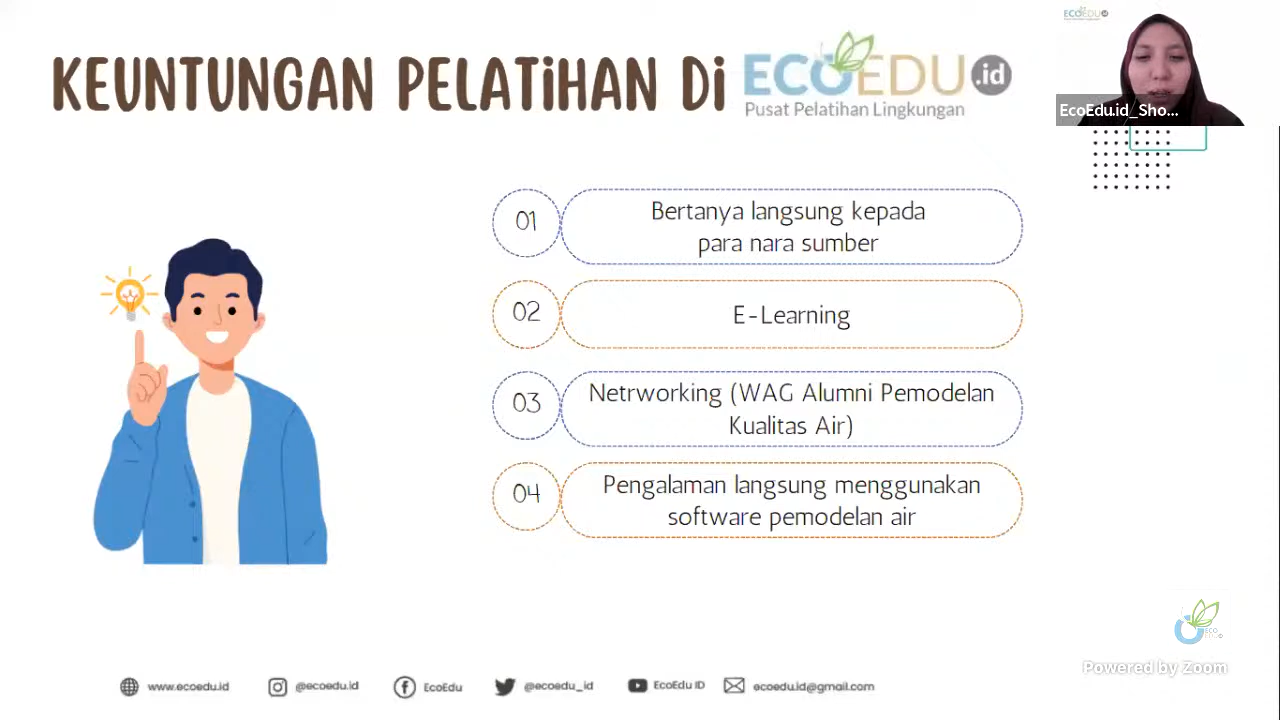 KEUNTUNGAN PELATiHAN Di ECOEDU.id
Pusat Pelatihan Lingkungan
ECOEDU
EcoEdu.id_Sho...
01
Bertanya langsung kepada
para nara sumber
02
E-Learning
03
Netrworking (WAG Alumni Pemodelan
Kualitas Air)
04
Pengalaman langsung menggunakan
software pemodelan air
ECO
Powered by Zoom
www.ecoedu.id
@ecoedu.id
EcoEdu
@ecoedu_id
EcoEdu ID
ecoedu.id@gmail.com